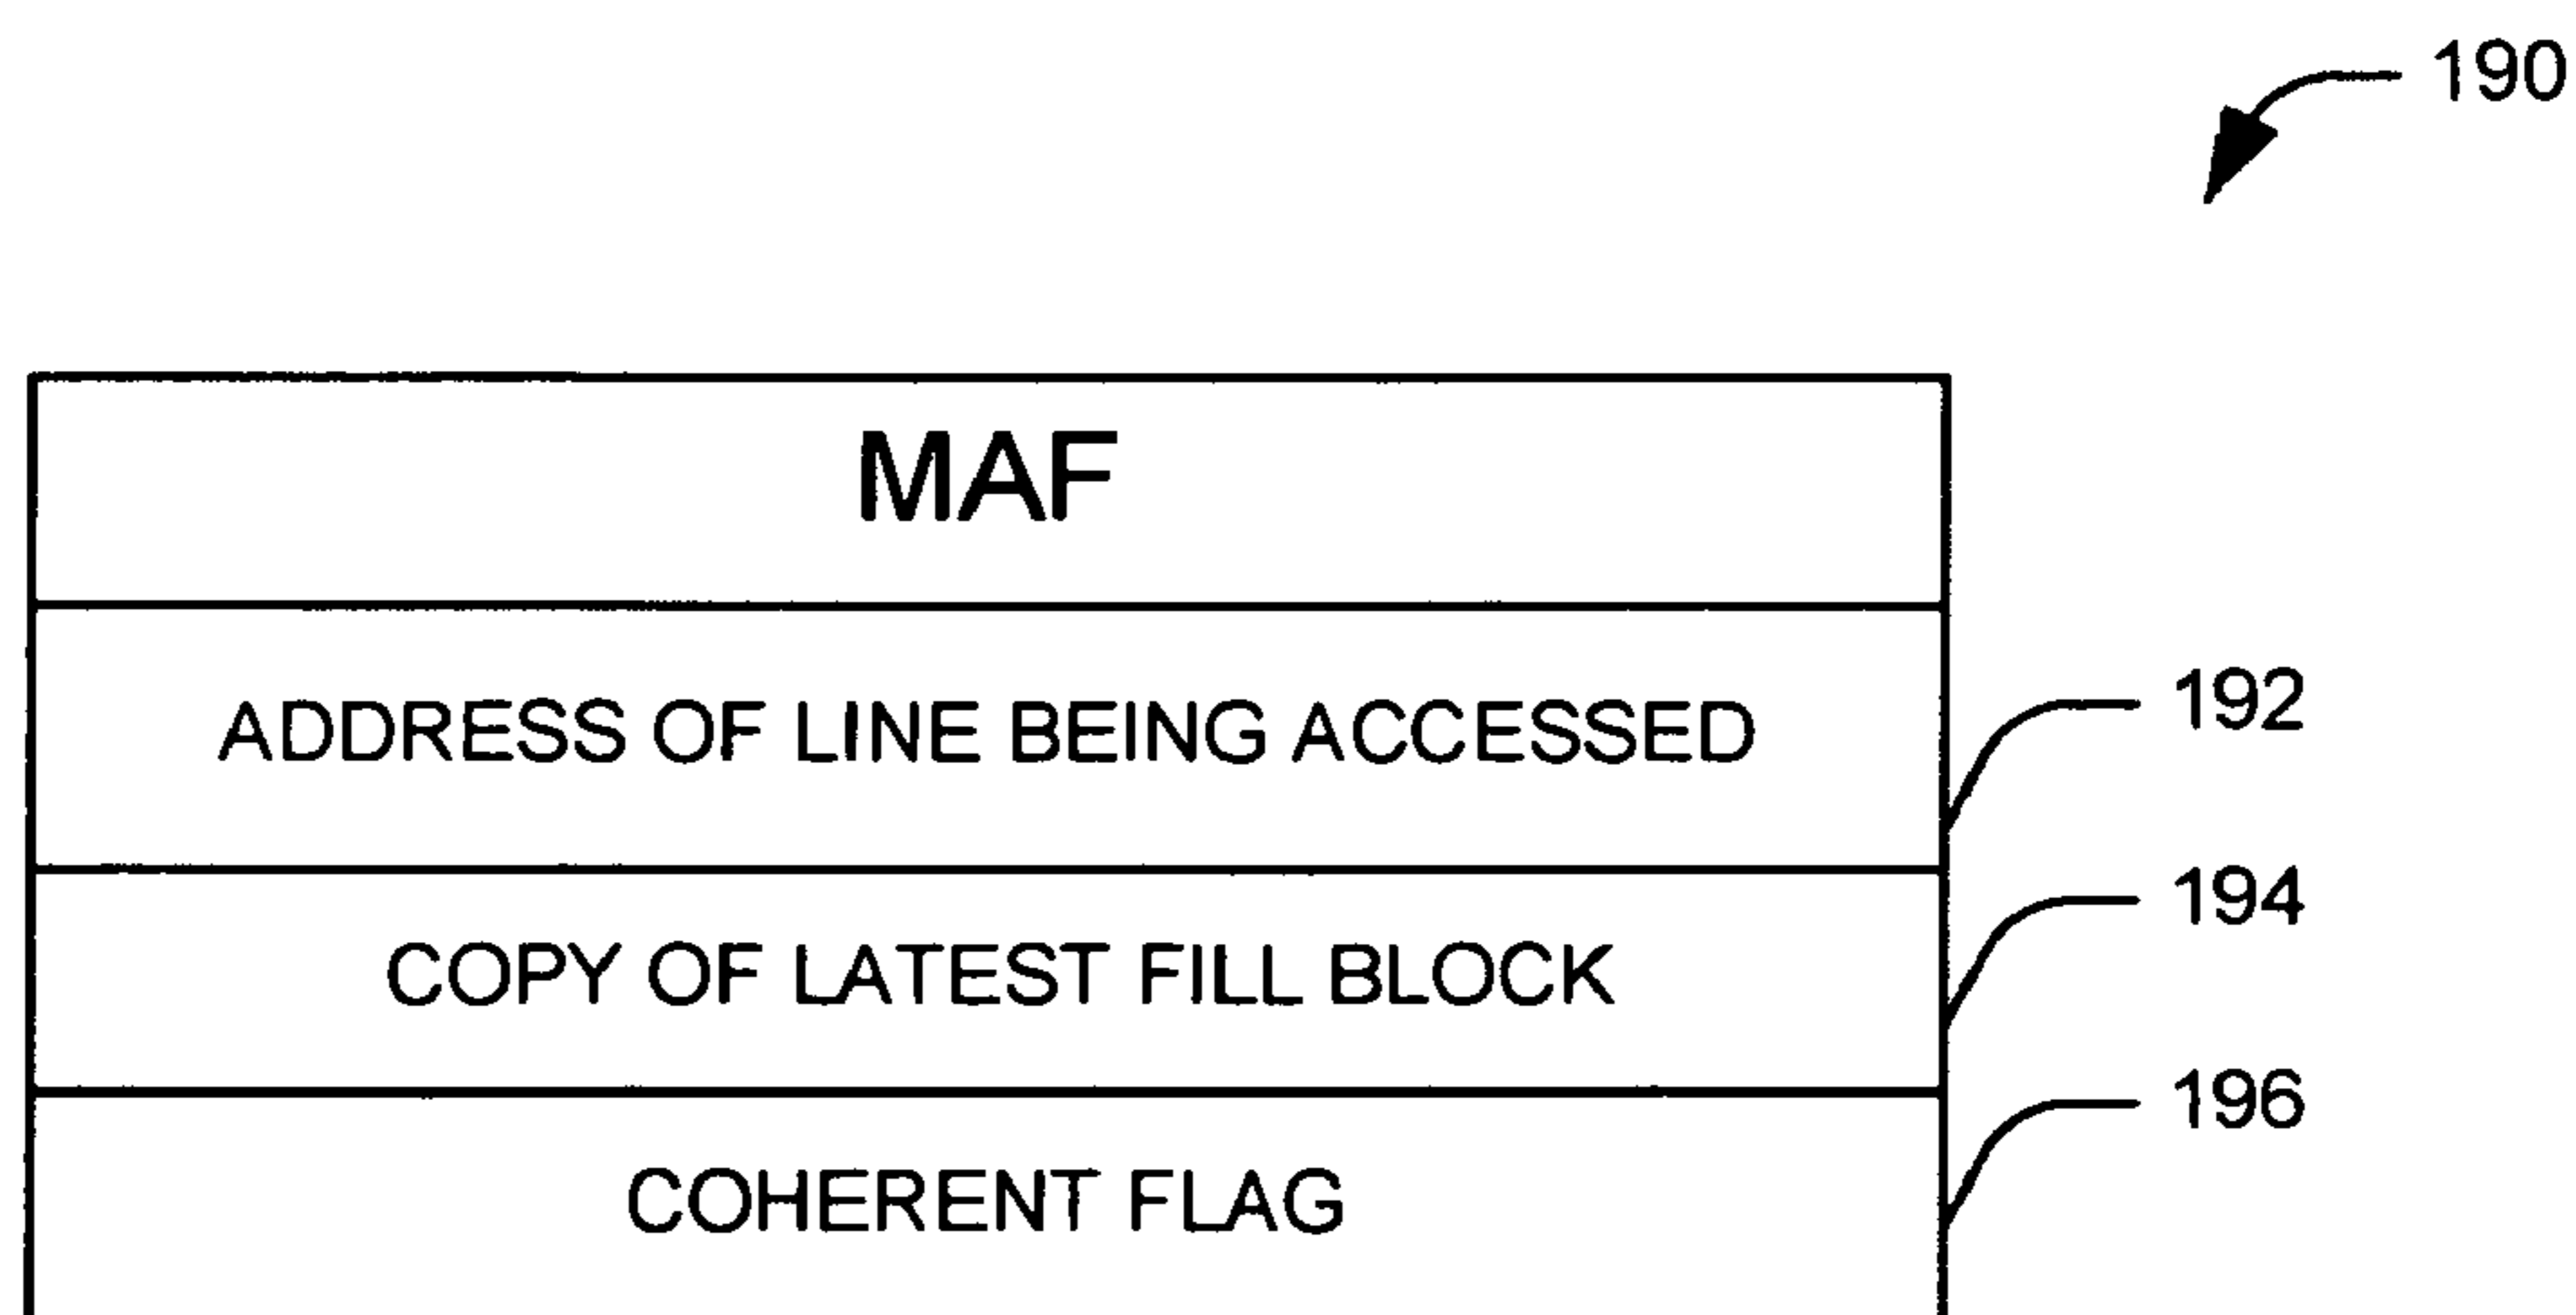 190
MAF
ADDRESS OF LINE BEING ACCESSED
192
COPY OF LATEST FILL BLOCK
194
COHERENT FLAG
196